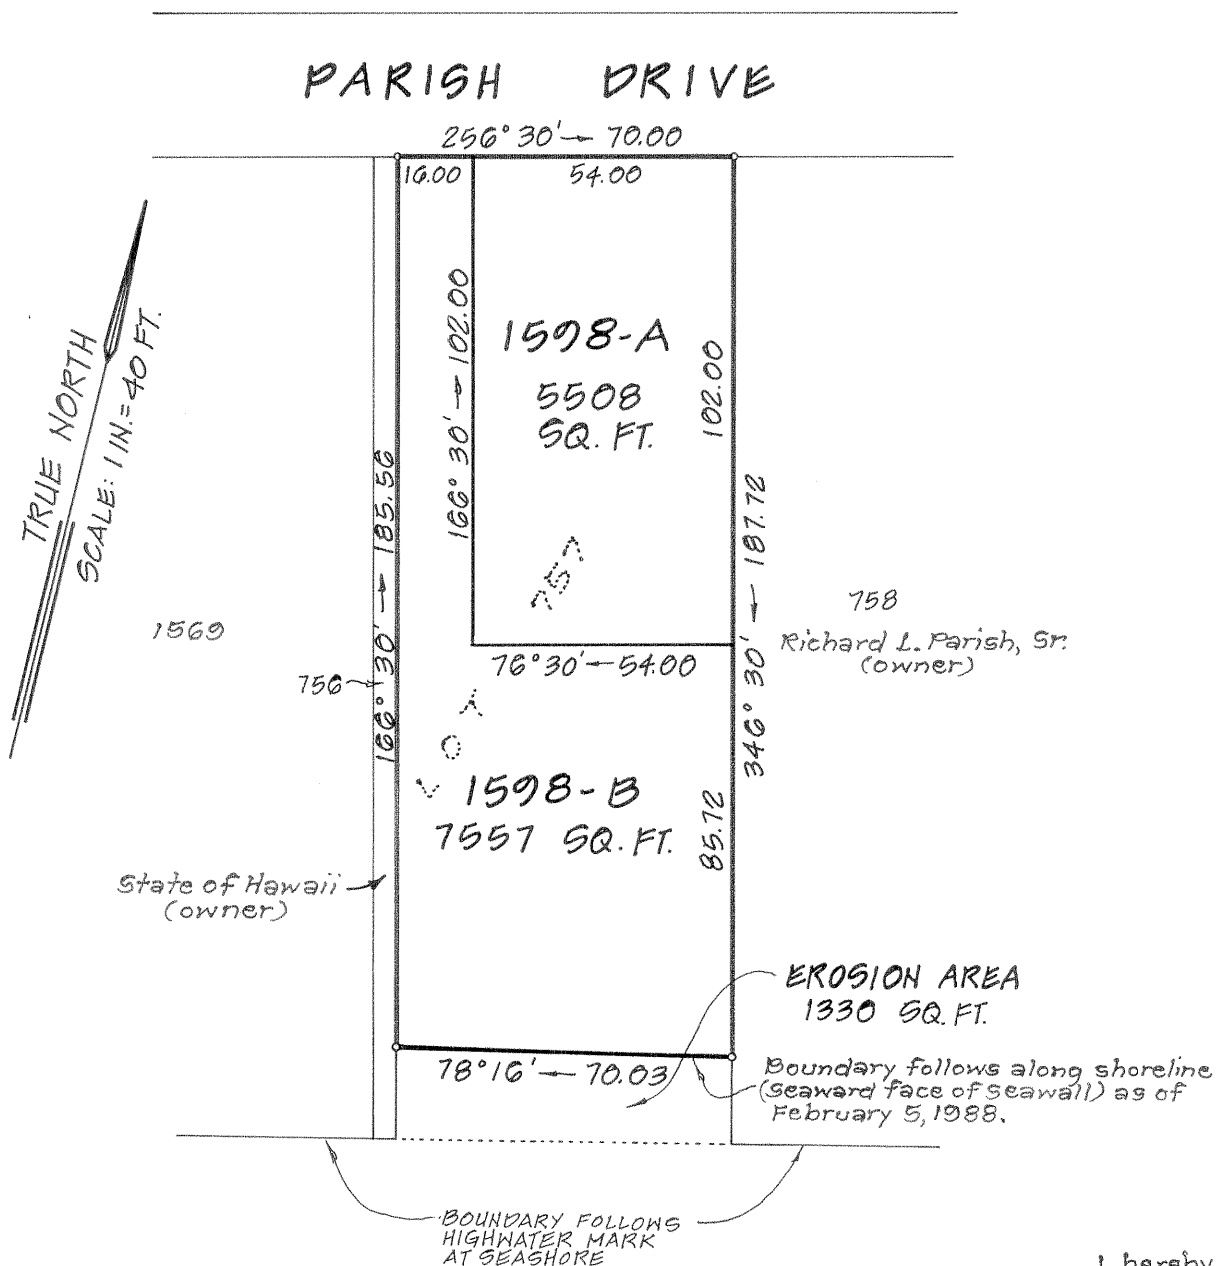 PARISH DRIVE
256° 30' → 70.00
16.00
54.00
TRUE NORTH
SCALE: 1 IN. = 40 FT.
166° 30' → 102.00
1598-A
5508
SQ. FT.
102.00
166° 30' → 185.56
346° 30' → 187.72
1569
758
Richard L. Parish, Sr.
(owner)
756
76°30' ← 54.00
LOT
757
1598-B
7557 SQ. FT.
85.72
State of Hawaii
(owner)
EROSION AREA
1330 SQ. FT.
78°16' ← 70.03
Boundary follows along shoreline
(seaward face of seawall) as of
February 5, 1988.
BOUNDARY FOLLOWS
HIGHWATER MARK
AT SEASHORE
I hereby